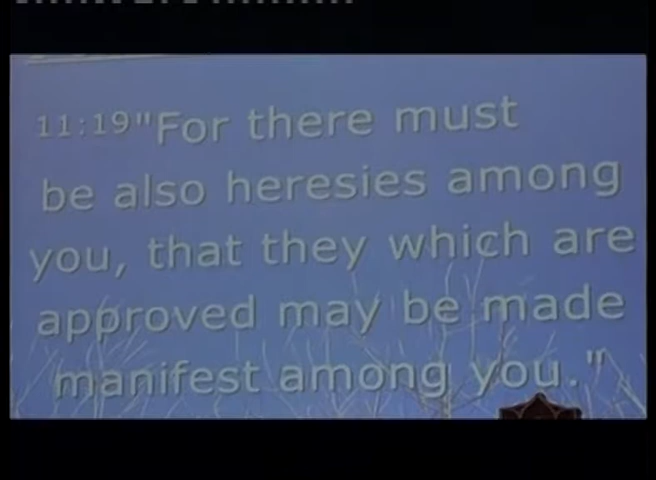 11:19"For there must
be also heresies among
you, that they which are
approved may be made
manifest among you."